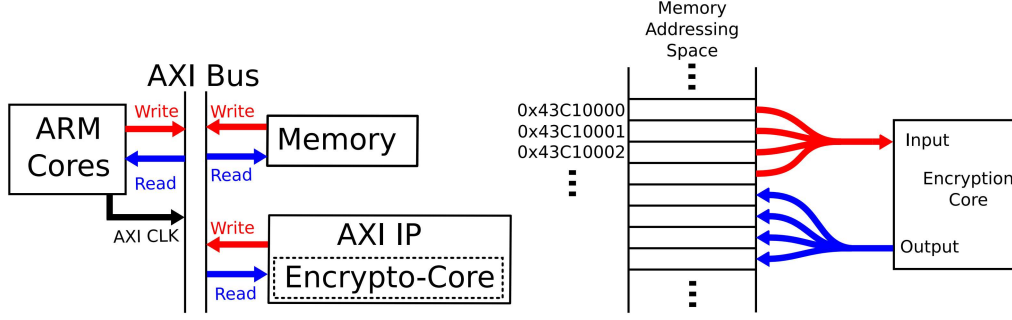 AXI Bus
ARM
Cores
Write
Read
AXI CLK
Write
Read
Memory
Write
Read
AXI IP
Encrypto-Core
Memory
Addressing
Space
0x43C10000
0x43C10001
0x43C10002
Input
Encryption
Core
Output